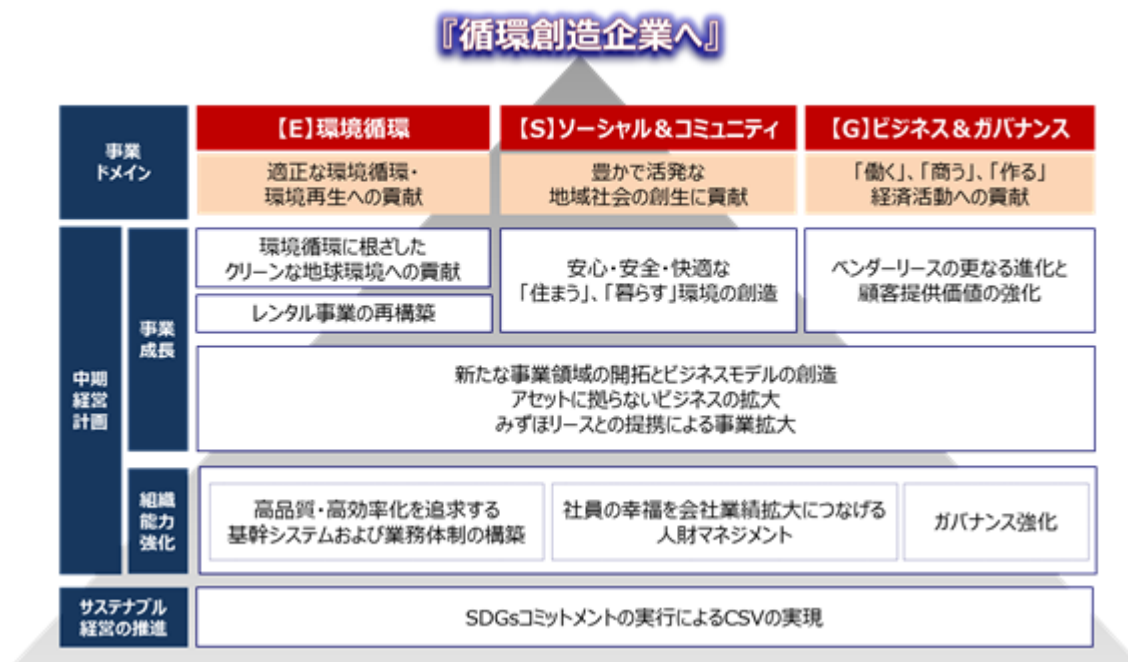 『循環創造企業へ』
事業
ドメイン
【E】環境循環
【S】ソーシャル&コミュニティ
【G】ビジネス&ガバナンス
適正な環境循環・
環境再生への貢献
豊かで活発な
地域社会の創生に貢献
「働く」、「商う」、「作る」
経済活動への貢献
中期
経営
計画
事業
成長
環境循環に根ざした
クリーンな地球環境への貢献
レンタル事業の再構築
安心・安全・快適な
「住まう」、「暮らす」環境の創造
ベンダーリースの更なる進化と
顧客提供価値の強化
新たな事業領域の開拓とビジネスモデルの創造
アセットに拠らないビジネスの拡大
みずほリースとの提携による事業拡大
組織
能力
強化
高品質・高効率化を追求する
基幹システムおよび業務体制の構築
社員の幸福を会社業績拡大につなげる
人財マネジメント
ガバナンス強化
サステナブル
経営の推進
SDGsコミットメントの実行によるCSVの実現